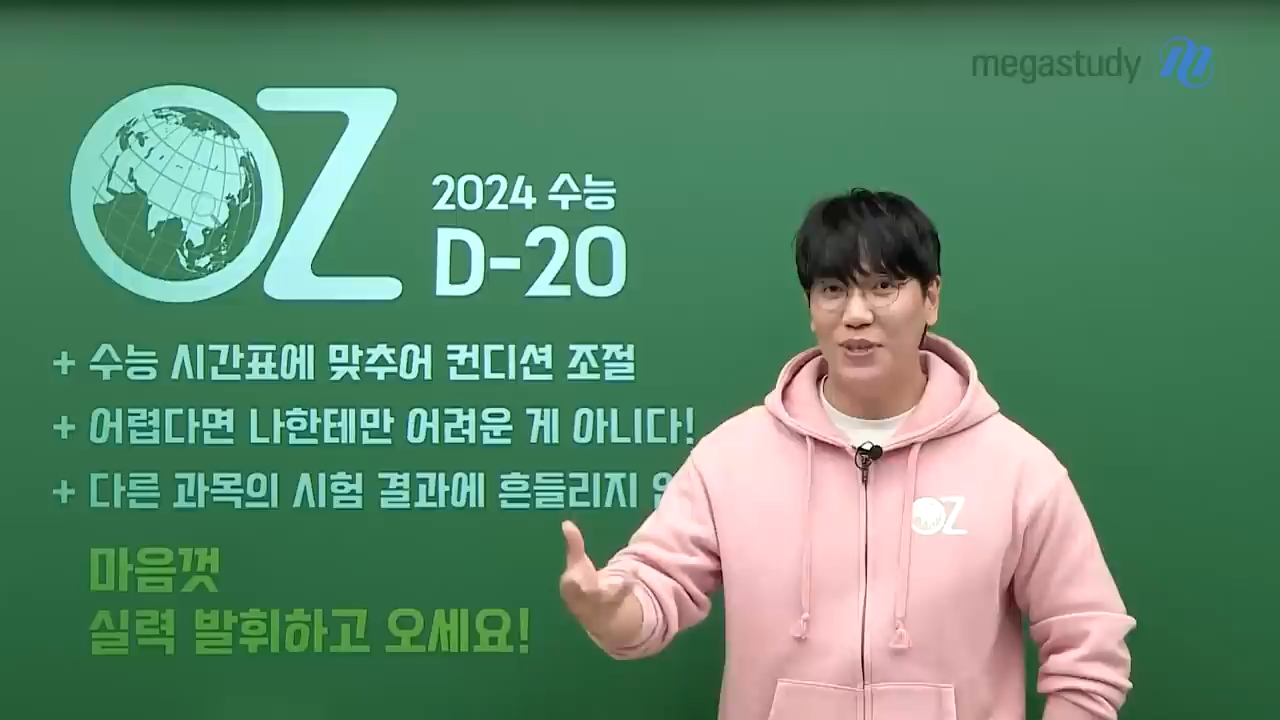 megastudy
OZ
2024 수능
D-20
+ 수능 시간표에 맞추어 컨디션 조절
+ 어렵다면 나한테만 어려운 게 아니다!
+ 다른 과목의 시험 결과에 흔들리지
마음껏
실력 발휘하고 오세요!
OZ